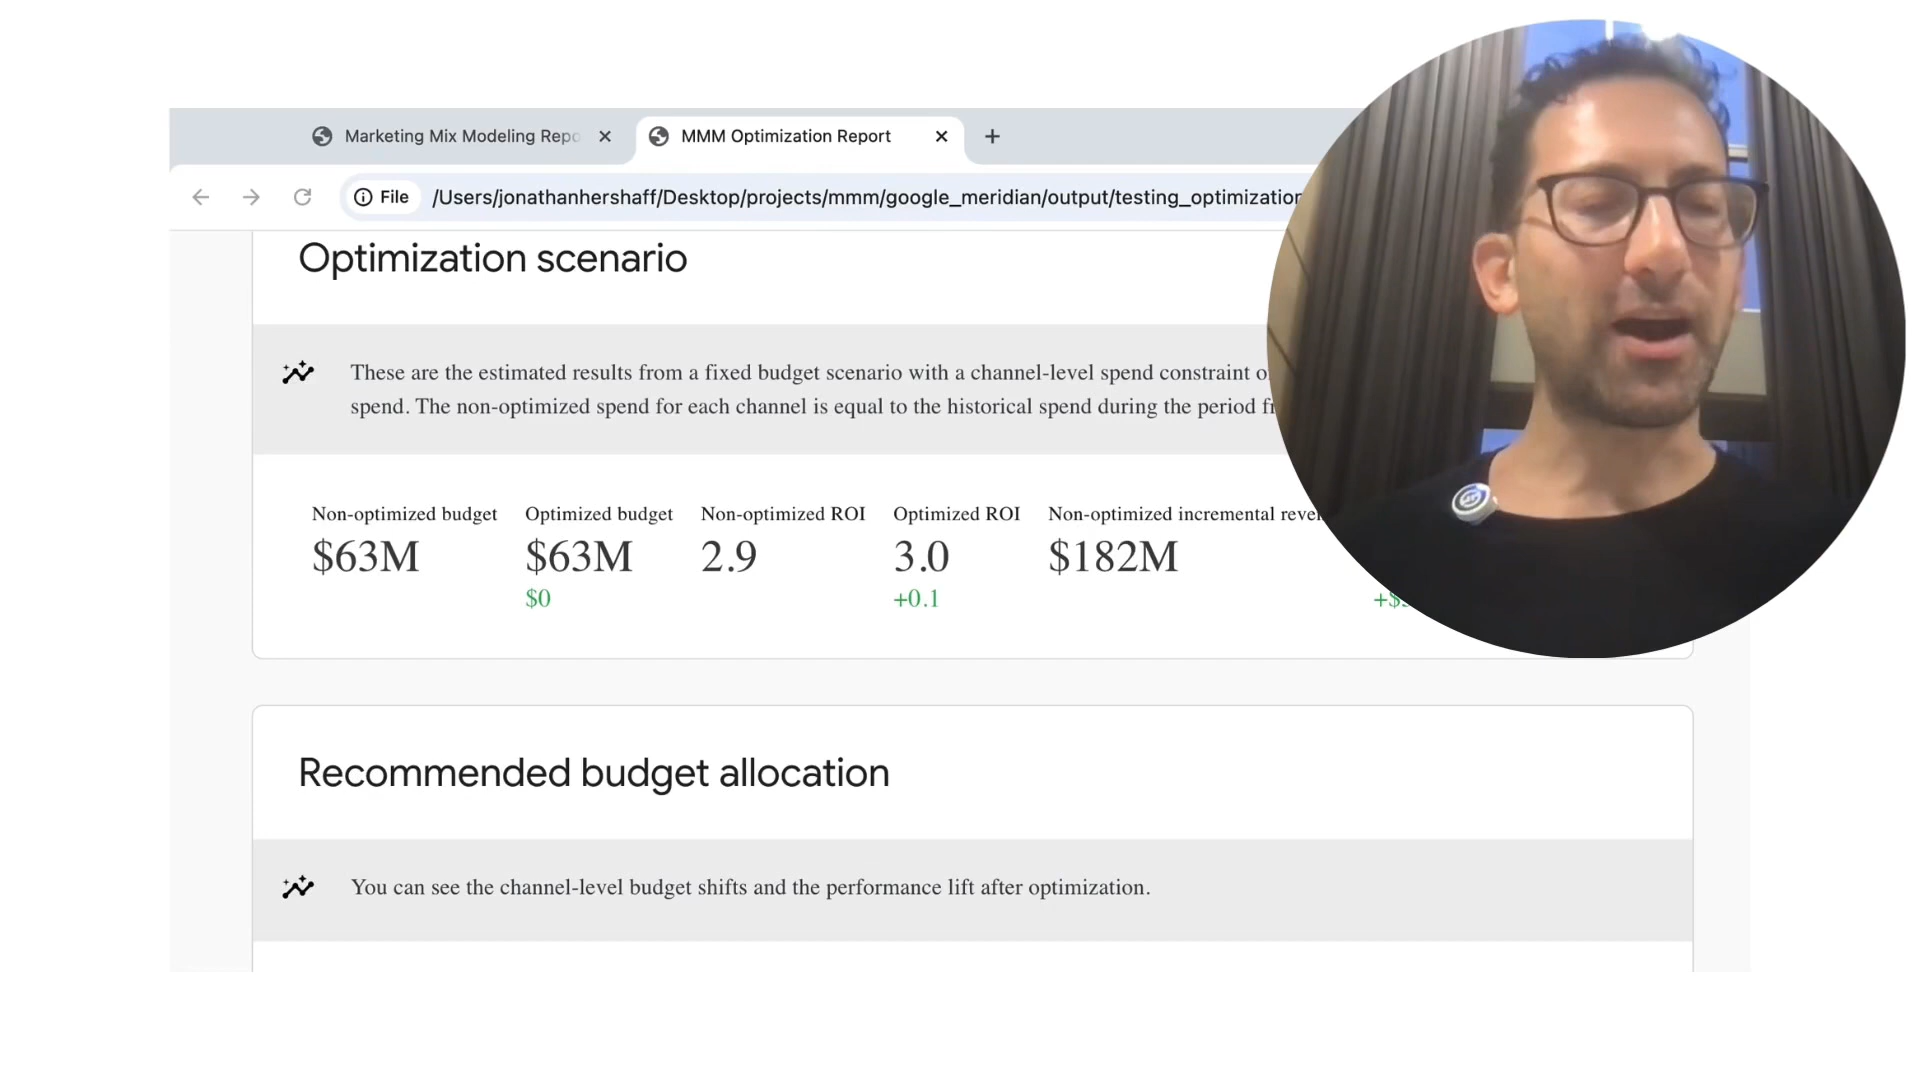 Marketing Mix Modeling Repo
MMM Optimization Report
File
/Users/jonathanhershaff/Desktop/projects/mmm/google_meridian/output/testing_optimization
Optimization scenario
These are the estimated results from a fixed budget scenario with a channel-level spend constraint
spend. The non-optimized spend for each channel is equal to the historical spend during the period
Non-optimized budget
$63M
Optimized budget
$63M
$0
Non-optimized ROI
2.9
Optimized ROI
3.0
+0.1
Non-optimized incremental
$182M
Recommended budget allocation
You can see the channel-level budget shifts and the performance lift after optimization.